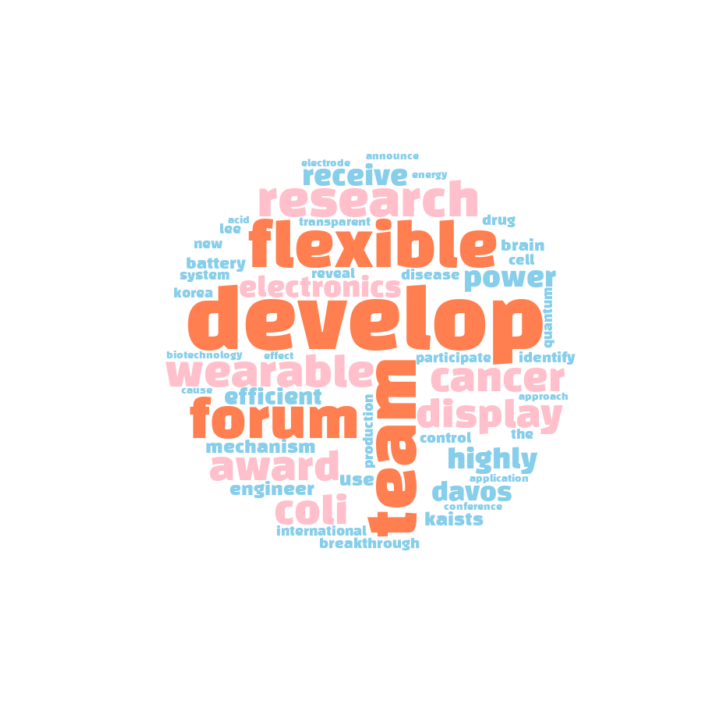 announce
electrode
receive energy
research
acid transparent drug
lee flexible
new brain
battery cell
system reveal disease power
korea electronics
develop quantum
biotechnology effect participate identify
wearable cancer
cause efficient approach
forum display
production team control the
mechanism
award highly
use application
engineer davos
coli conference
kaists
international
breakthrough